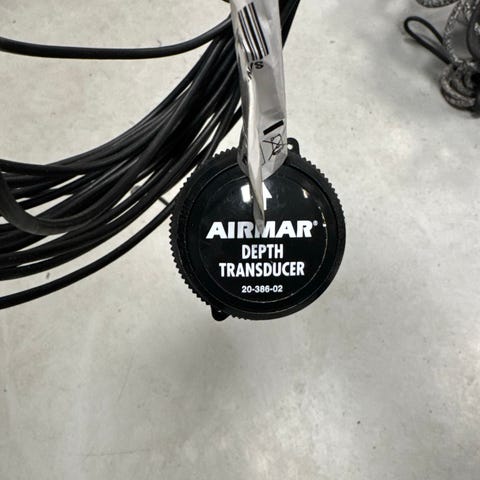 S/N
AIRMAR®
DEPTH
TRANSDUCER
20-386-02